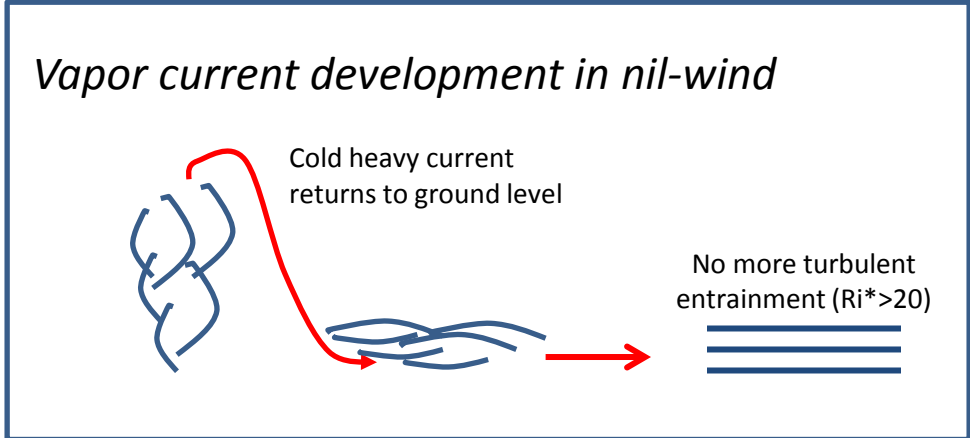 Vapor current development in nil-wind
Cold heavy current
returns to ground level
No more turbulent
entrainment (Ri*>20)